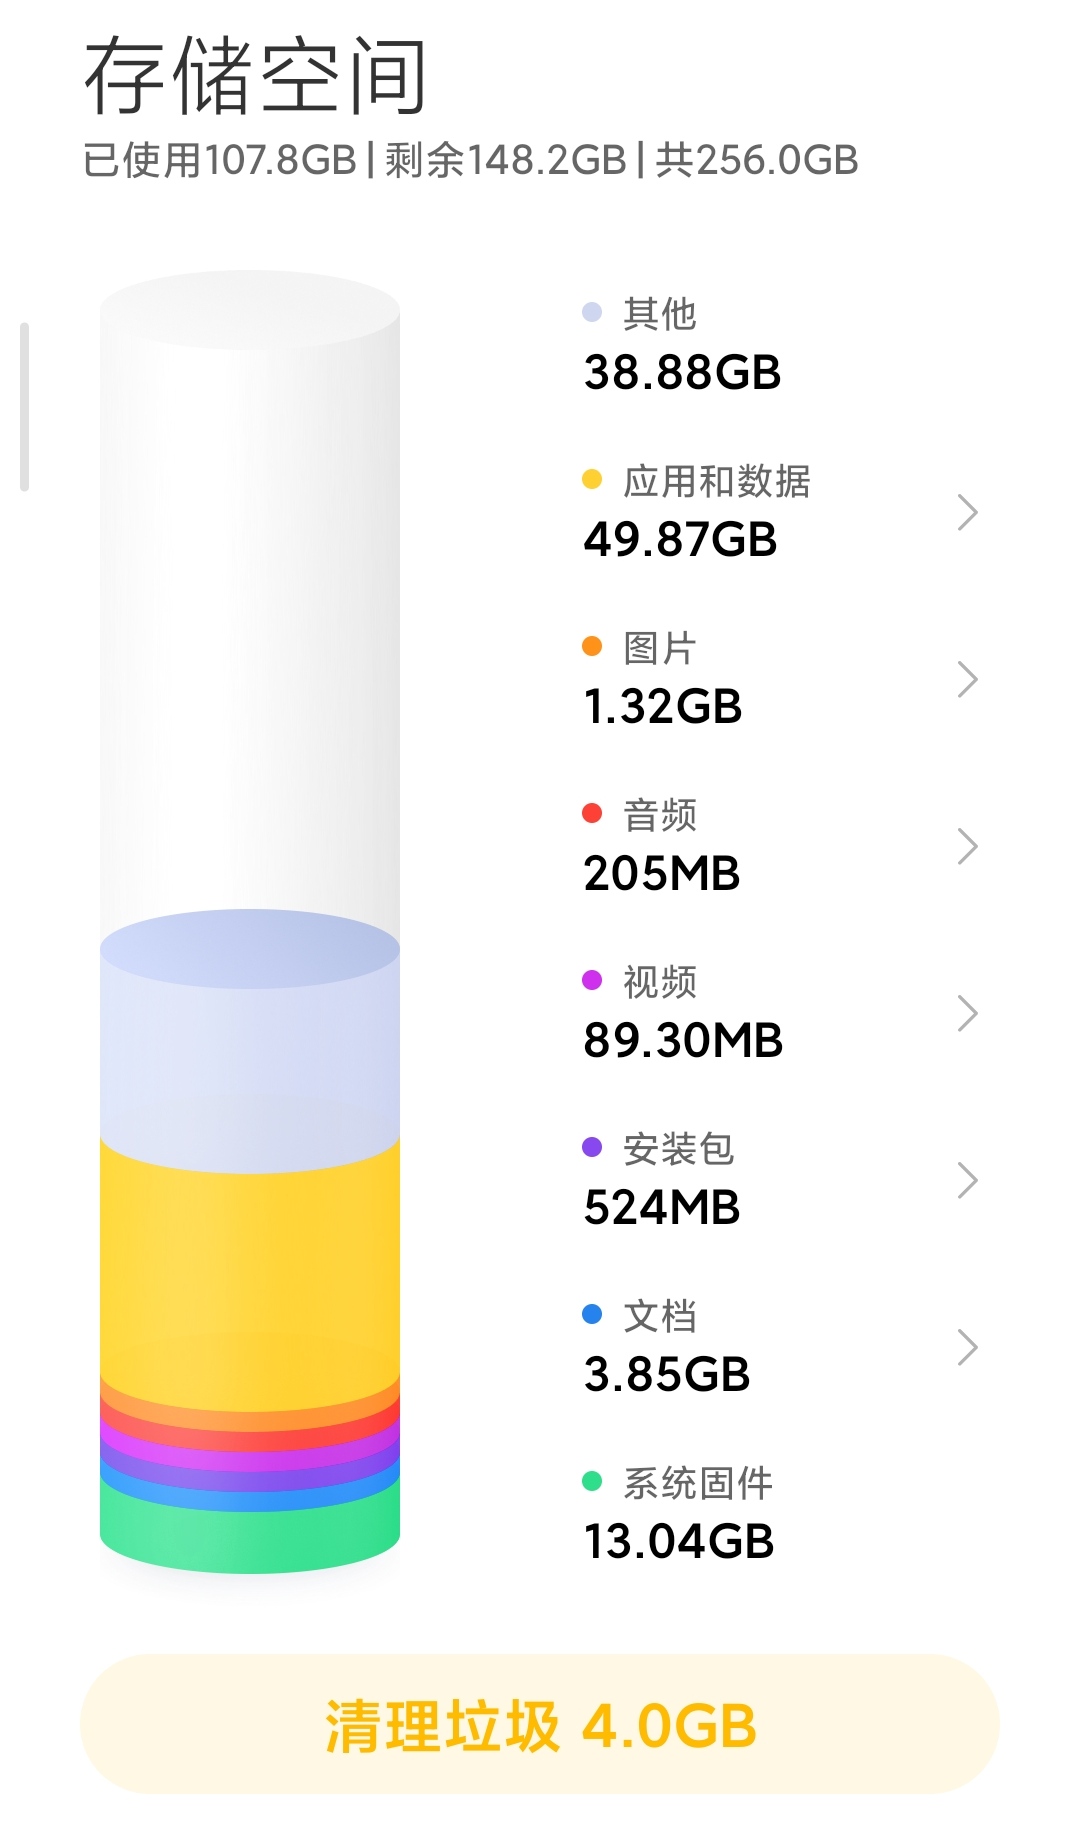 存储空间
已使用107.8GB | 剩余148.2GB | 共256.0GB
其他
38.88GB
应用和数据
49.87GB
图片
1.32GB
音频
205MB
视频
89.30MB
安装包
524MB
文档
3.85GB
系统固件
13.04GB
清理垃圾 4.0GB